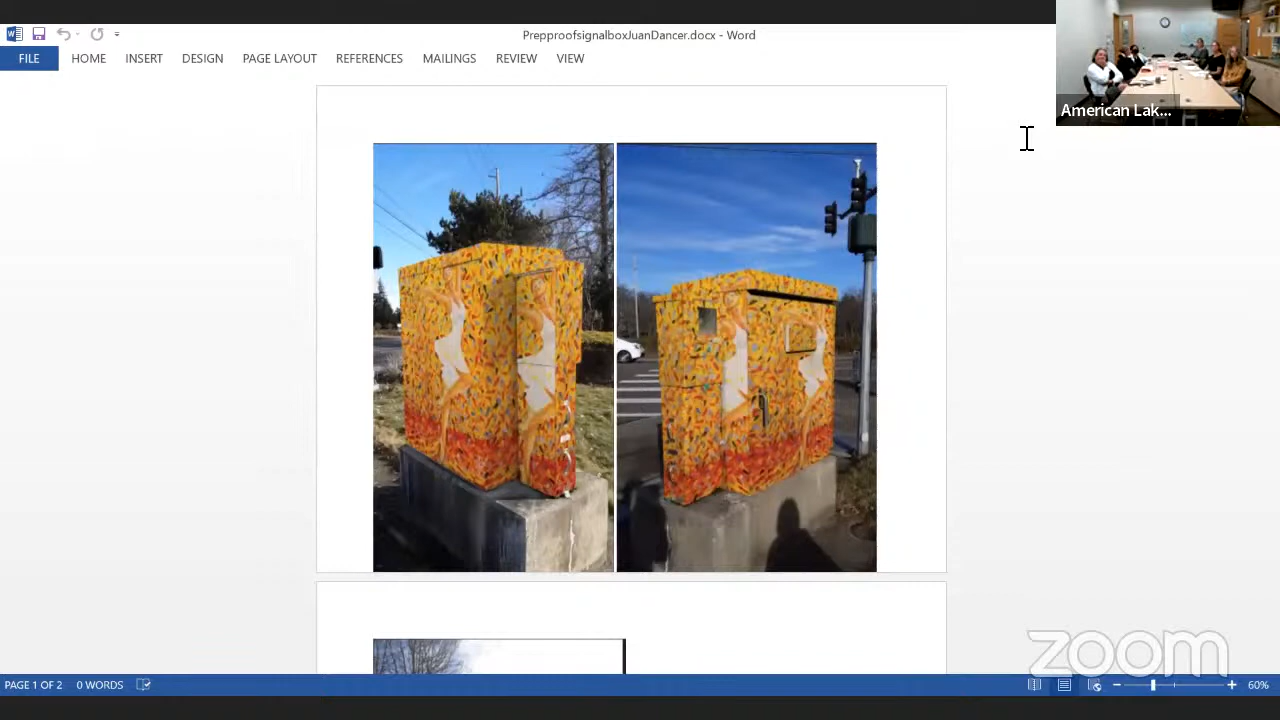 PrepproofsignalboxJuanDancer.docx - Word
FILE HOME INSERT DESIGN PAGE LAYOUT REFERENCES MAILINGS REVIEW VIEW
American Lak...
zoom
PAGE 1 OF 2 0 WORDS 60%